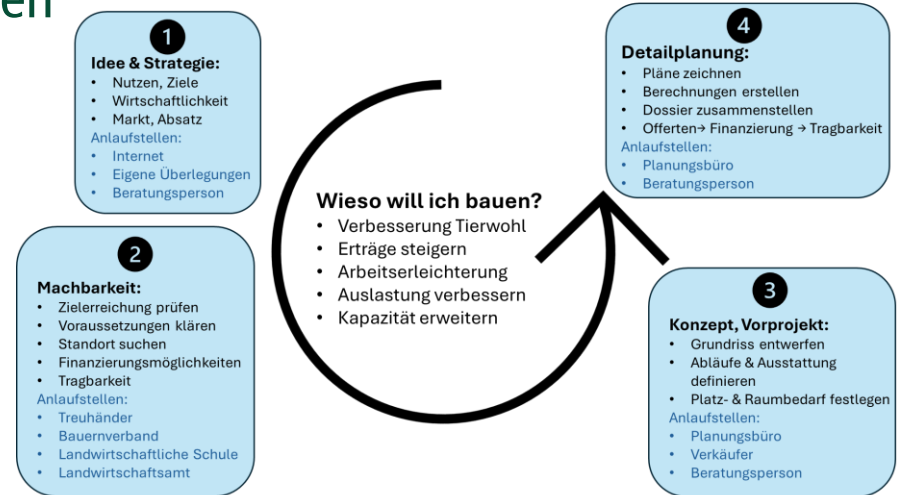 en
1
Idee & Strategie:
• Nutzen, Ziele
• Wirtschaftlichkeit
• Markt, Absatz
Anlaufstellen:
• Internet
• Eigene Überlegungen
• Beratungsperson
2
Machbarkeit:
• Zielerreichung prüfen
• Voraussetzungen klären
• Standort suchen
• Finanzierungsmöglichkeiten
• Tragbarkeit
Anlaufstellen:
• Treuhänder
• Bauernverband
• Landwirtschaftliche Schule
• Landwirtschaftsamt
Wieso will ich bauen?
• Verbesserung Tierwohl
• Erträge steigern
• Arbeitserleichterung
• Auslastung verbessern
• Kapazität erweitern
3
Konzept, Vorprojekt:
• Grundriss entwerfen
• Abläufe & Ausstattung
definieren
• Platz- & Raumbedarf festlegen
Anlaufstellen:
• Planungsbüro
• Verkäufer
• Beratungsperson
4
Detailplanung:
• Pläne zeichnen
• Berechnungen erstellen
• Dossier zusammenstellen
• Offerten→ Finanzierung → Tragbarkeit
Anlaufstellen:
• Planungsbüro
• Beratungsperson